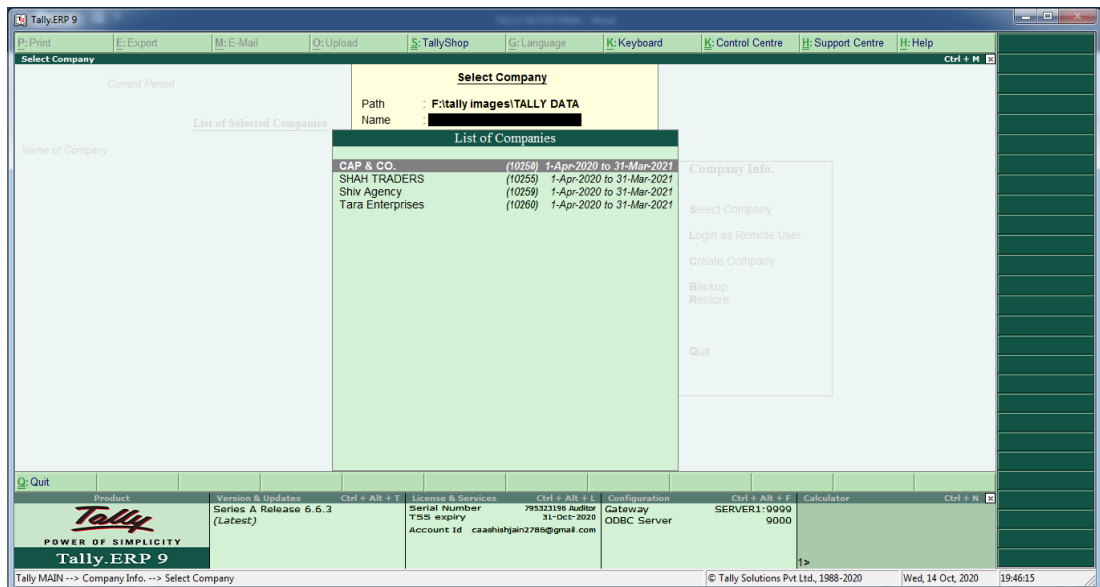 Tally.ERP 9
P: Print E: Export M: E-Mail O: Upload S: TallyShop G: Language K: Keyboard K: Control Centre H: Support Centre H: Help
Select Company Ctrl + M
Current Period
List of Selected Companies
Name of Company
Select Company
Path : F:\tally images\TALLY DATA
Name :
List of Companies
CAP & CO. (10250) 1-Apr-2020 to 31-Mar-2021
SHAH TRADERS (10255) 1-Apr-2020 to 31-Mar-2021
Shiv Agency (10259) 1-Apr-2020 to 31-Mar-2021
Tara Enterprises (10260) 1-Apr-2020 to 31-Mar-2021
Company Info.
Select Company
Login as Remote User
Create Company
Backup
Restore
Quit
Q: Quit
Product
Tally
POWER OF SIMPLICITY
Tally.ERP 9
Version & Updates Ctrl + Alt + T
Series A Release 6.6.3
(Latest)
License & Services Ctrl + Alt + L
Serial Number 795323198 Auditor
TSS expiry 31-Oct-2020
Account Id caashishjain2786@gmail.com
Configuration Ctrl + Alt + F
Gateway SERVER1:9999
ODBC Server 9000
Calculator Ctrl + N
1>
Tally MAIN --> Company Info. --> Select Company © Tally Solutions Pvt Ltd., 1988-2020 Wed, 14 Oct, 2020 19:46:15